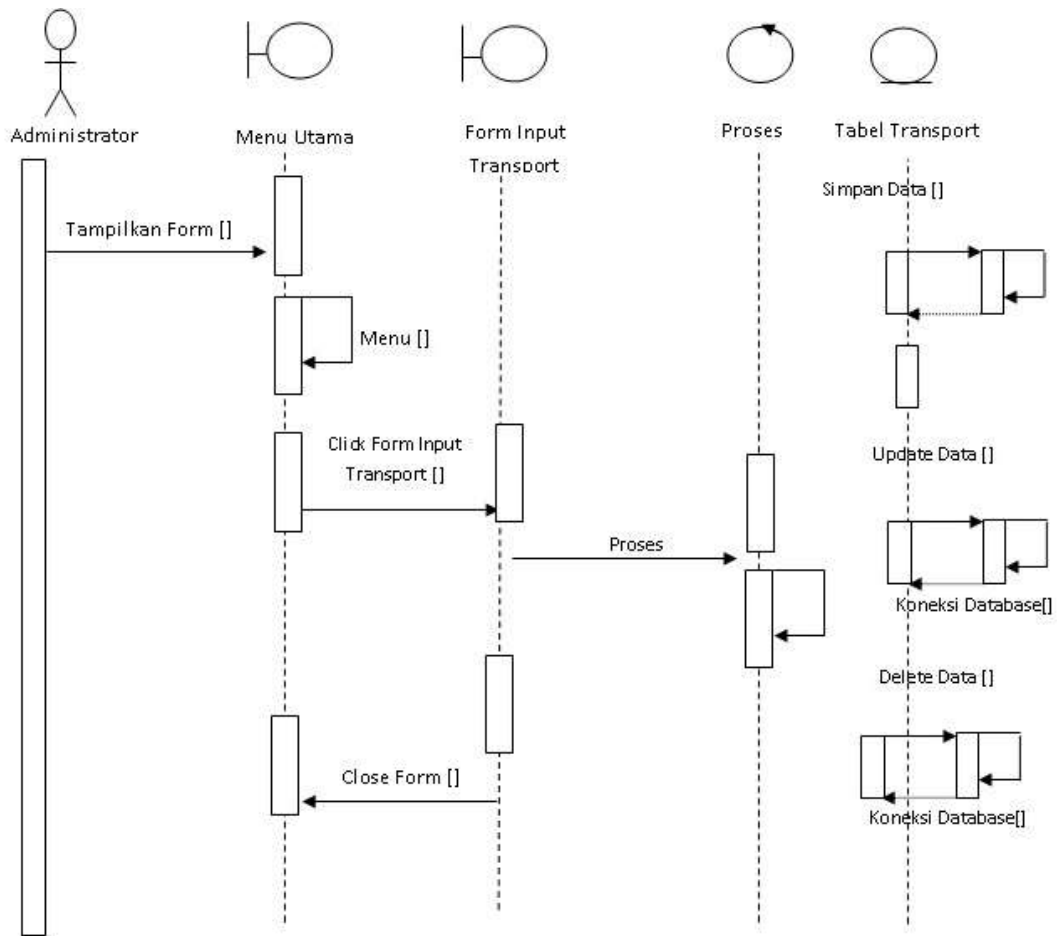 Administrator
Menu Utama
Form Input
Transport
Proses
Tabel Transport
Simpan Data []
Tampilkan Form []
Menu []
Click Form Input
Transport []
Update Data []
Proses
Koneksi Database[]
Delete Data []
Close Form []
Koneksi Database[]